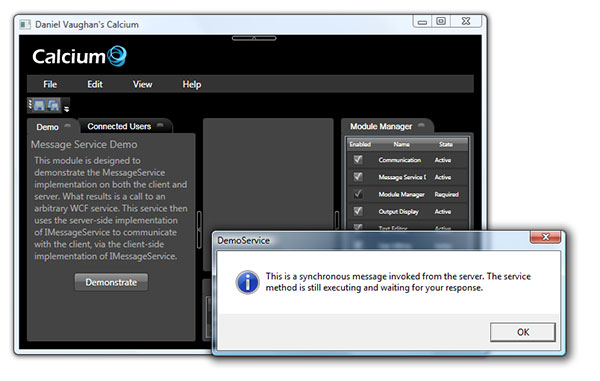 Daniel Vaughan's Calcium
Calcium
File Edit View Help
Demo Connected Users
Message Service Demo
This module is designed to
demonstrate the MessageService
implementation on both the client and
server. What results is a call to an
arbitrary WCF service. This service then
uses the server-side implementation
of IMessageService to communicate
with the client, via the client-side
implementation of IMessageService.
Demonstrate
Module Manager
Enabled Name State
Communication Active
Message Service D Active
Module Manager Required
Output Display Active
Text Editor Active
DemoService
This is a synchronous message invoked from the server. The service
method is still executing and waiting for your response.
OK